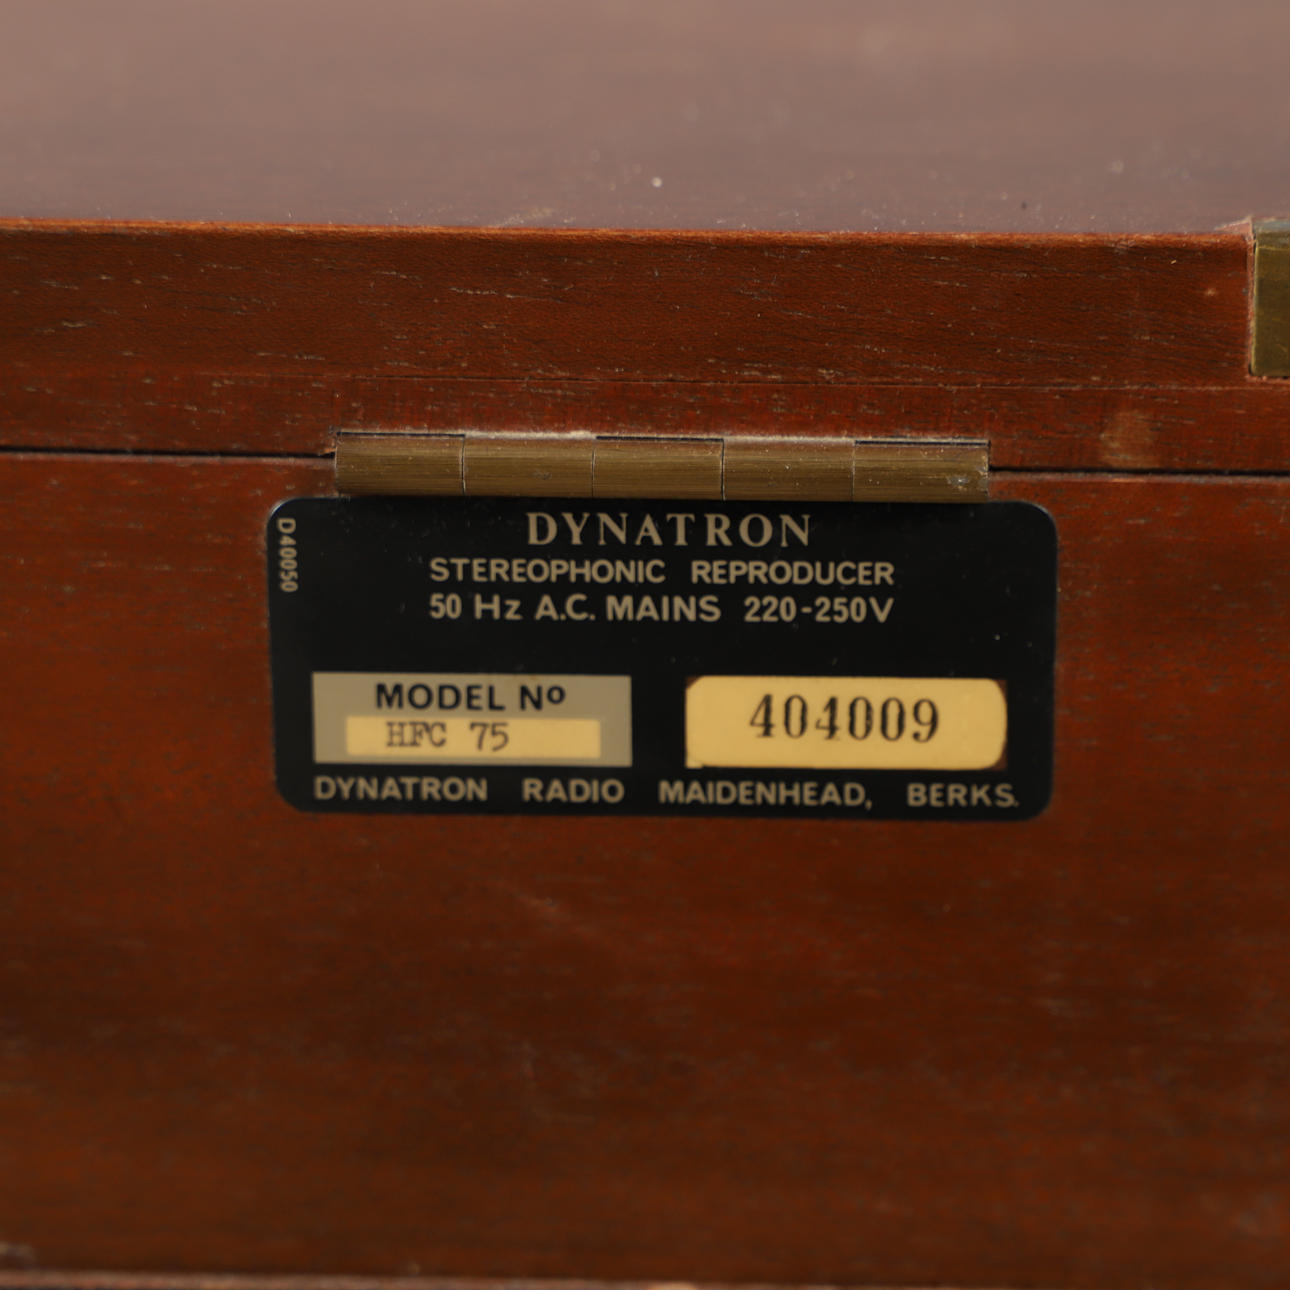 DYNATRON
STEREOPHONIC REPRODUCER
50 Hz A.C. MAINS 220-250V
D40050
MODEL Nº
HFC 75
404009
DYNATRON RADIO MAIDENHEAD, BERKS.